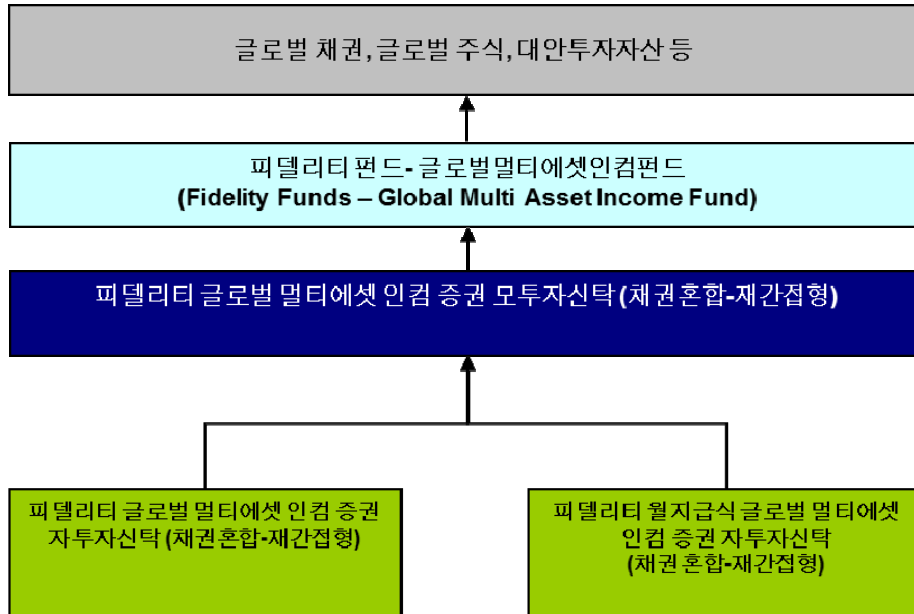 글로벌 채권, 글로벌 주식, 대안투자자산 등
피델리티 펀드- 글로벌멀티에셋인컴펀드
(Fidelity Funds – Global Multi Asset Income Fund)
피델리티 글로벌 멀티에셋 인컴 증권 모투자신탁 (채권혼합-재간접형)
피델리티 글로벌 멀티에셋 인컴 증권
자투자신탁 (채권혼합-재간접형)
피델리티 월지급식 글로벌 멀티에셋
인컴 증권 자투자신탁
(채권혼합-재간접형)